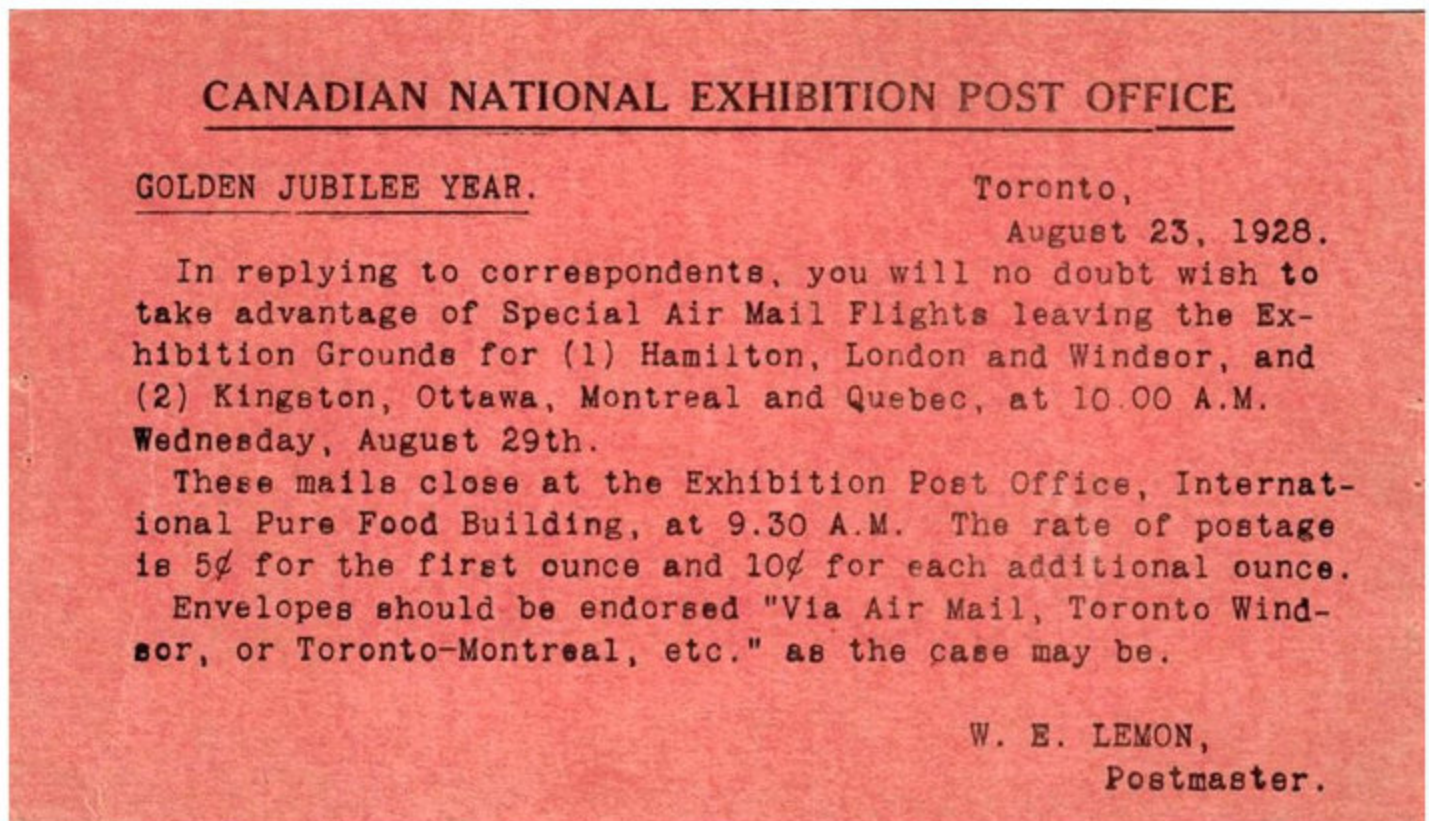 CANADIAN NATIONAL EXHIBITION POST OFFICE
GOLDEN JUBILEE YEAR. Toronto,
August 23, 1928.
In replying to correspondents, you will no doubt wish to
take advantage of Special Air Mail Flights leaving the Ex-
hibition Grounds for (1) Hamilton, London and Windsor, and
(2) Kingston, Ottawa, Montreal and Quebec, at 10.00 A.M.
Wednesday, August 29th.
These mails close at the Exhibition Post Office, Internat-
ional Pure Food Building, at 9.30 A.M. The rate of postage
is 5¢ for the first ounce and 10¢ for each additional ounce.
Envelopes should be endorsed "Via Air Mail, Toronto Wind-
sor, or Toronto-Montreal, etc." as the case may be.
W. E. LEMON,
Postmaster.